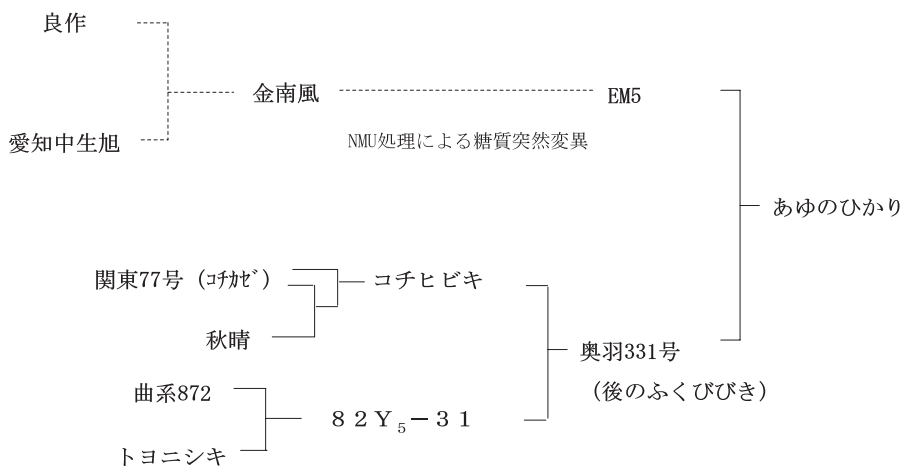 良作
金南風
EM5
愛知中生旭
NMU処理による糖質突然変異
あゆのひかり
関東77号（ｺﾁｶｾﾞ）
コチヒビキ
秋晴
奥羽331号
（後のふくびびき）
曲系872
８２Ｙ₅－３１
トヨニシキ